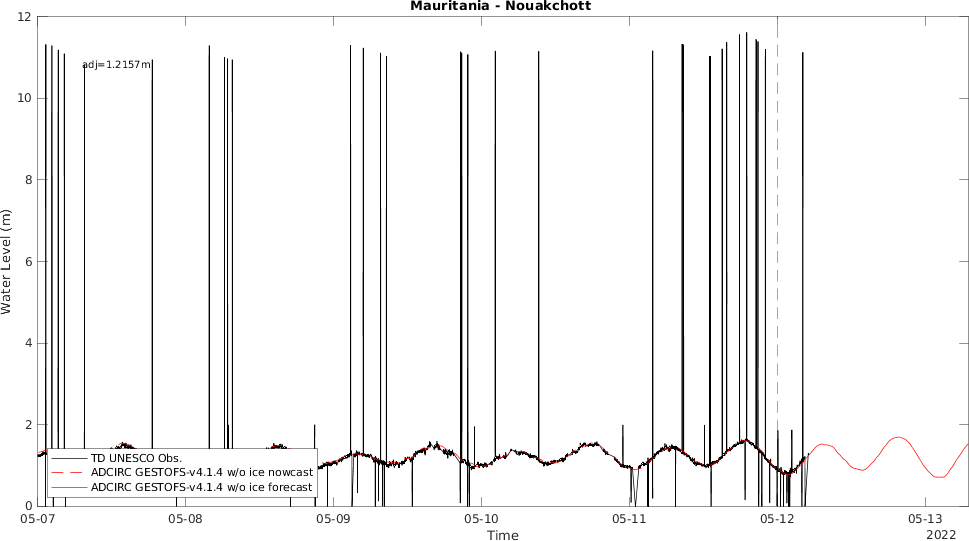 Mauritania - Nouakchott
12
adj=1.2157m
10
8
Water Level (m)
6
4
2
TD UNESCO Obs.
ADCIRC GESTOFS-v4.1.4 w/o ice nowcast
ADCIRC GESTOFS-v4.1.4 w/o ice forecast
0
05-07 05-08 05-09 05-10 05-11 05-12 05-13
Time
2022